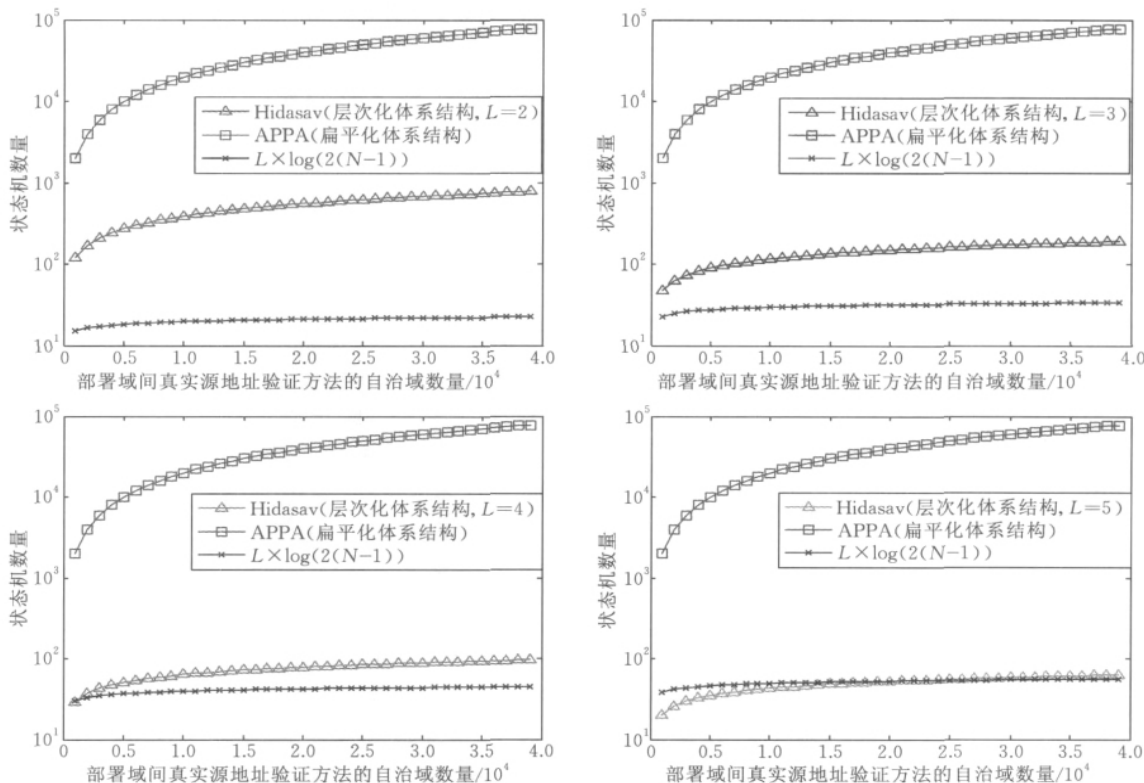 10^5
10^4
10^3
10^2
10^1
状态机数量
Hidasav(层次化体系结构, L=2)
APPA(扁平化体系结构)
L×log(2(N−1))
0 0.5 1.0 1.5 2.0 2.5 3.0 3.5 4.0
部署域间真实源地址验证方法的自治域数量/10^4
10^5
10^4
10^3
10^2
10^1
状态机数量
Hidasav(层次化体系结构, L=3)
APPA(扁平化体系结构)
L×log(2(N−1))
0 0.5 1.0 1.5 2.0 2.5 3.0 3.5 4.0
部署域间真实源地址验证方法的自治域数量/10^4
10^5
10^4
10^3
10^2
10^1
状态机数量
Hidasav(层次化体系结构, L=4)
APPA(扁平化体系结构)
L×log(2(N−1))
0 0.5 1.0 1.5 2.0 2.5 3.0 3.5 4.0
部署域间真实源地址验证方法的自治域数量/10^4
10^5
10^4
10^3
10^2
10^1
状态机数量
Hidasav(层次化体系结构, L=5)
APPA(扁平化体系结构)
L×log(2(N−1))
0.5 1.0 1.5 2.0 2.5 3.0 3.5 4.0
部署域间真实源地址验证方法的自治域数量/10^4